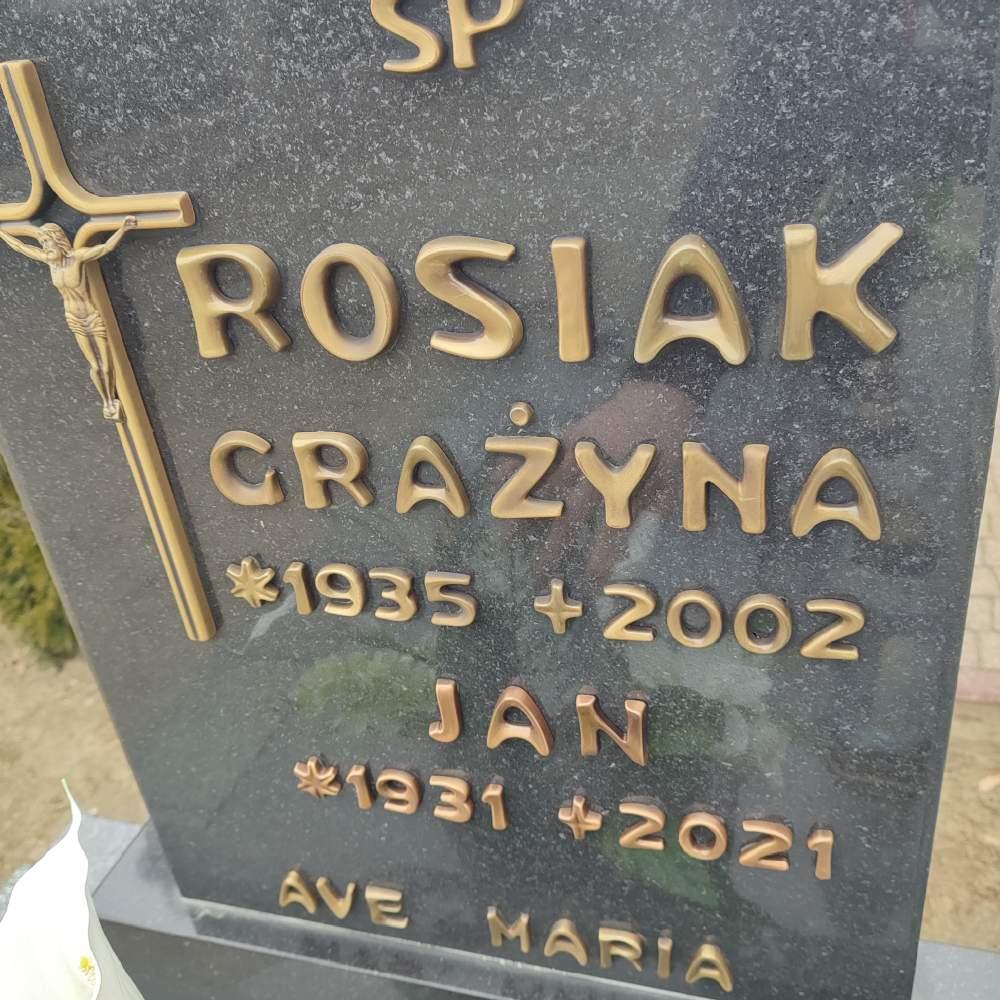 SP
ROSIAK
GRAŻYNA
*1935 +2002
JAN
*1931 +2021
AVE MARIA